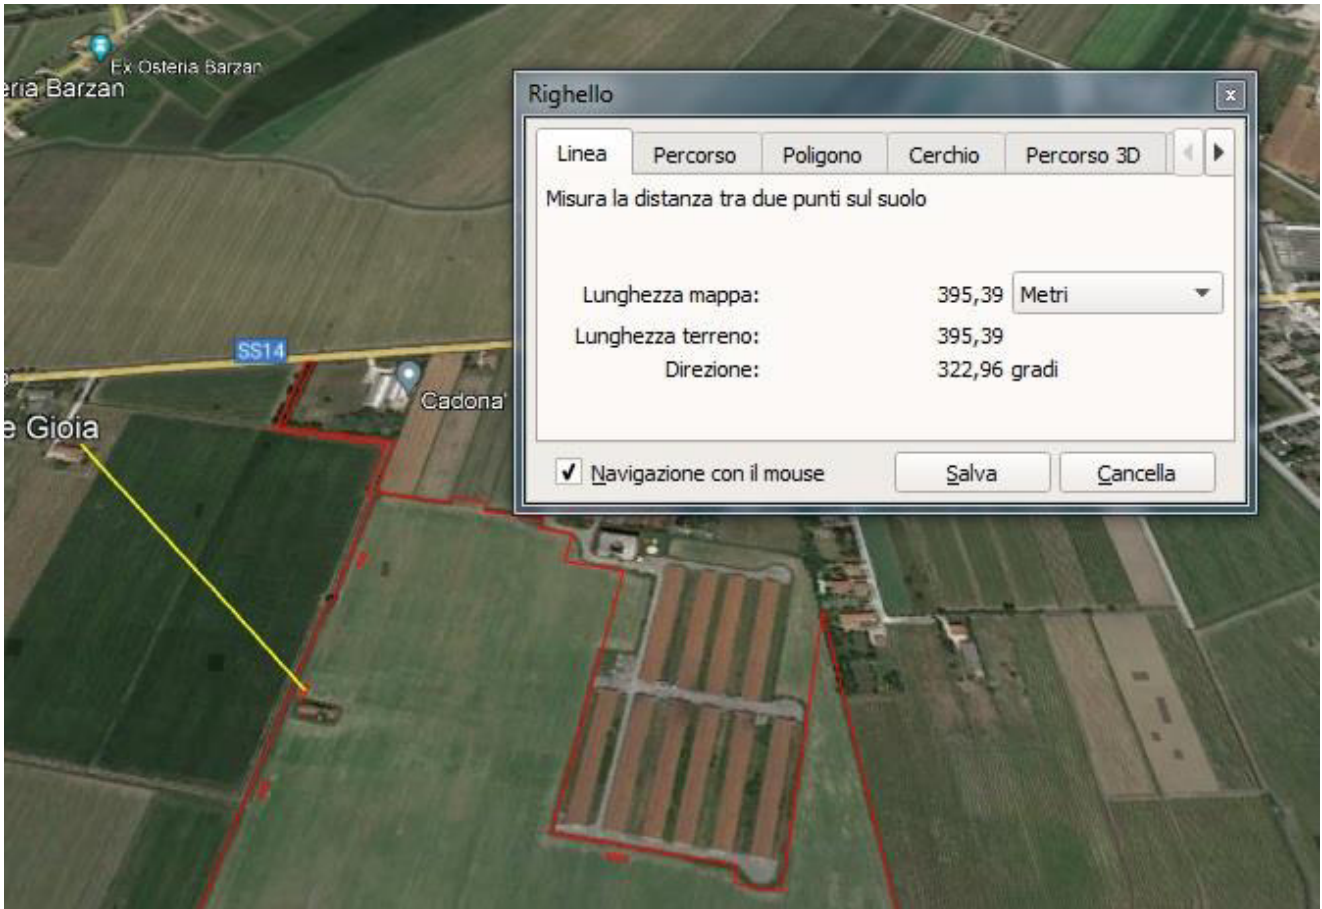 Ex Osteria Barzan
eria Barzan
SS14
Cadona'
e Gioia
Righello
Linea
Percorso
Poligono
Cerchio
Percorso 3D
Misura la distanza tra due punti sul suolo
Lunghezza mappa: 395,39 Metri
Lunghezza terreno: 395,39
Direzione: 322,96 gradi
Navigazione con il mouse
Salva
Cancella